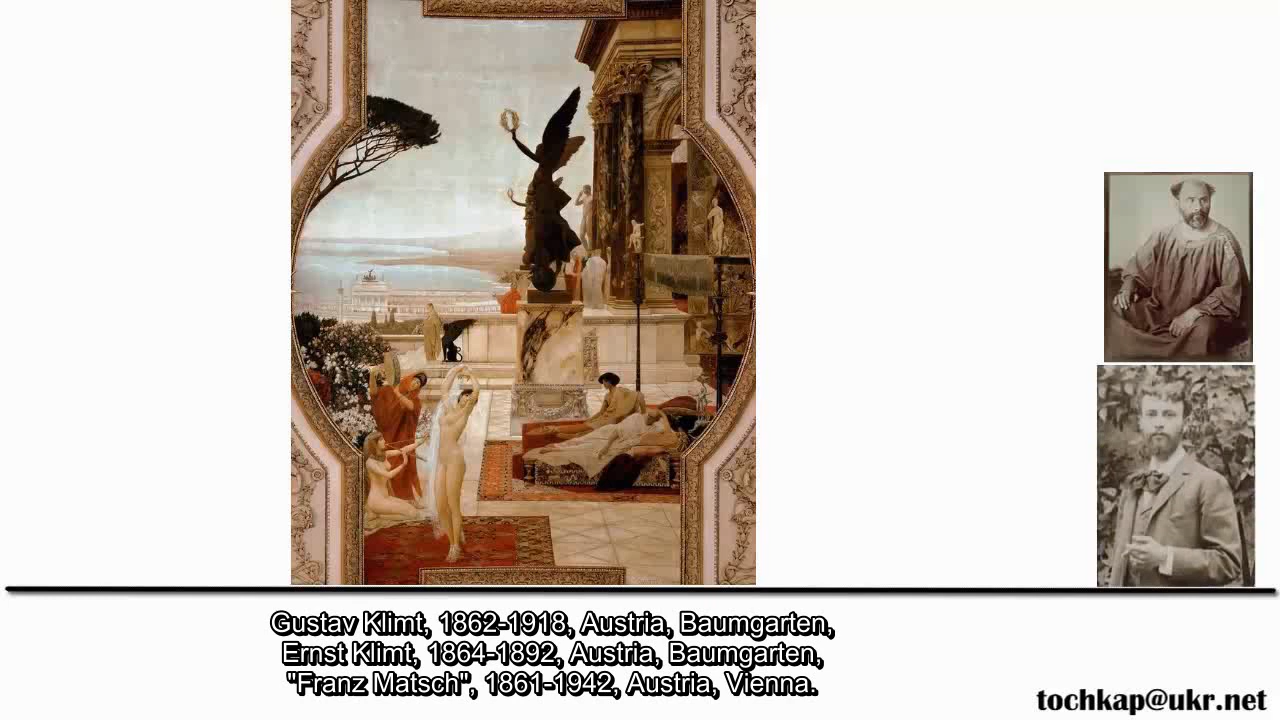 Gustav Klimt, 1862-1918, Austria, Baumgarten,
Ernst Klimt, 1864-1892, Austria, Baumgarten,
"Franz Matsch", 1861-1942, Austria, Vienna.
tochkap@ukr.net